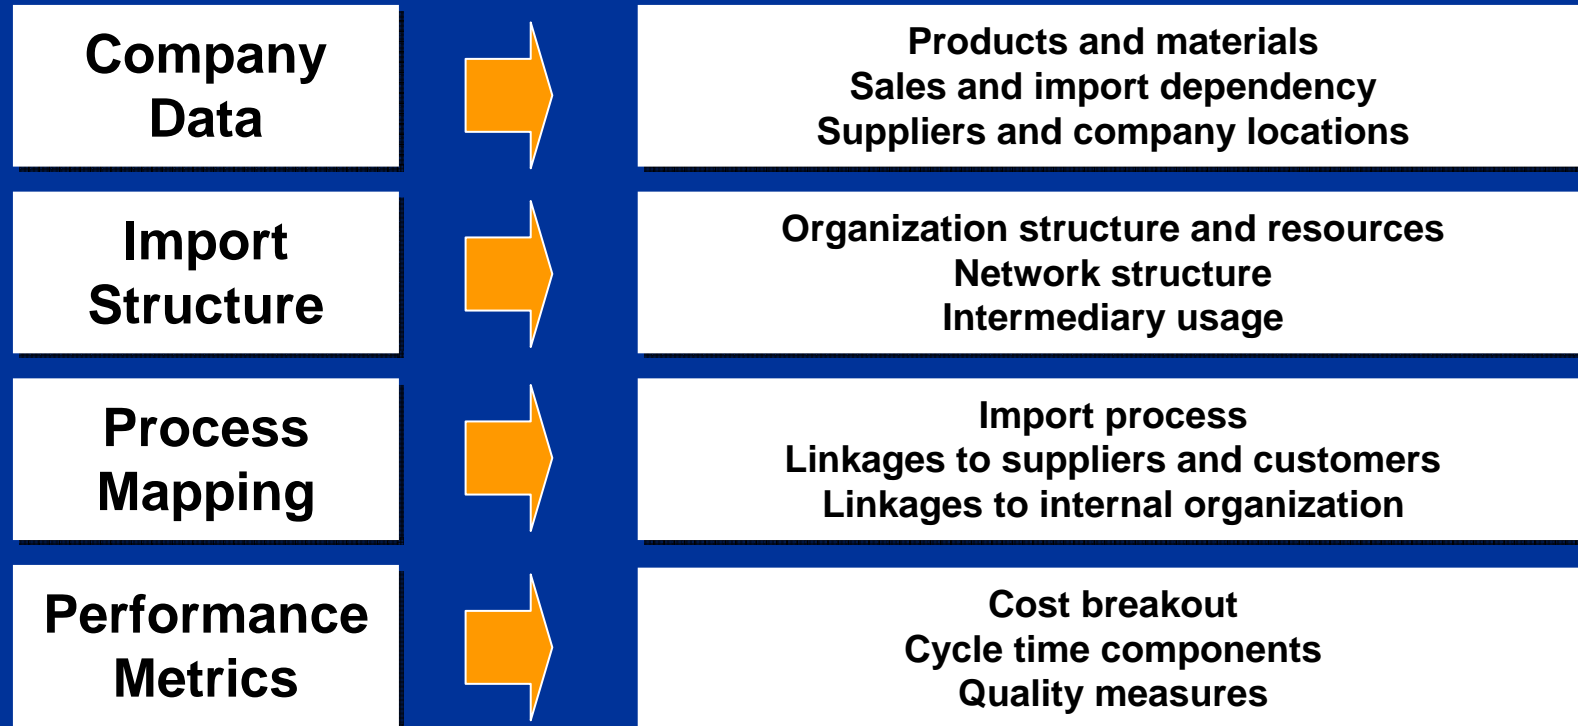 Company
Data
Products and materials
Sales and import dependency
Suppliers and company locations
Import
Structure
Organization structure and resources
Network structure
Intermediary usage
Process
Mapping
Import process
Linkages to suppliers and customers
Linkages to internal organization
Performance
Metrics
Cost breakout
Cycle time components
Quality measures